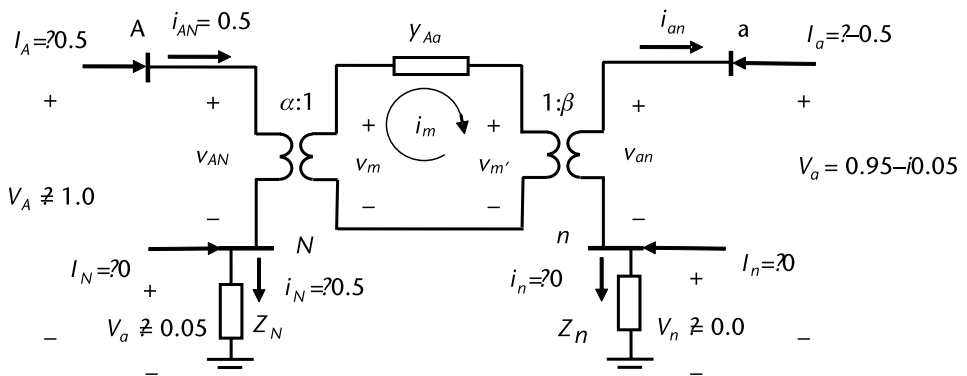 I_A =?0.5
A
i_AN = 0.5
y_Aa
i_an
a
I_a =?–0.5
+
+
α:1
+
i_m
+
1:β
+
+
v_AN
v_m
v_m′
v_an
V_a = 0.95–i0.05
V_A ≟ 1.0
–
–
–
–
N
n
I_N =?0
i_N =?0.5
i_n =?0
I_n =?0
+
+
V_a ≟ 0.05
Z_N
Z_n
V_n ≟ 0.0
–
–
–
–